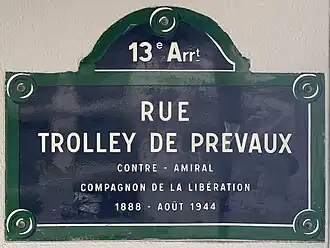 13e Arrt
RUE
TROLLEY DE PREVAUX
CONTRE - AMIRAL
COMPAGNON DE LA LIBÉRATION
1888 - AOÛT 1944